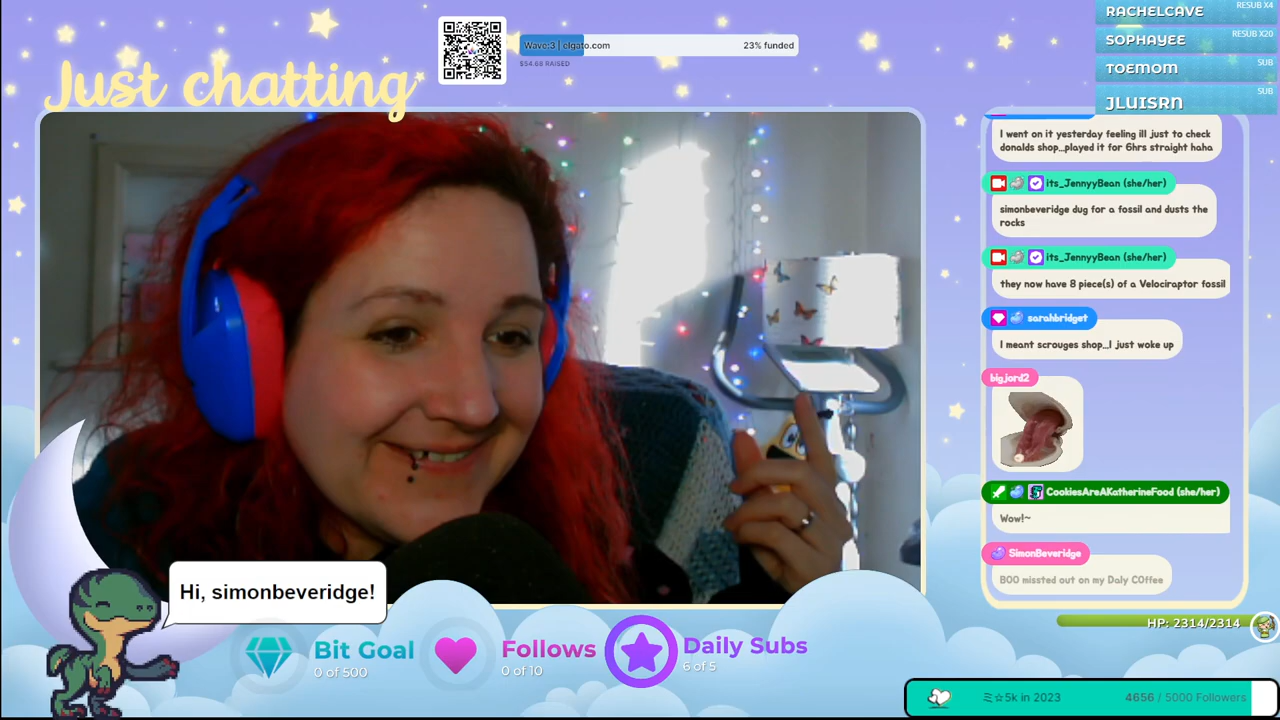 Just chatting
Wave:3 | elgato.com
23% funded
$54.68 RAISED
RACHELCAVE
RESUB X4
SOPHAYEE
RESUB X20
TOEMOM
SUB
JLUISRN
SUB
I went on it yesterday feeling ill just to check
donalds shop...played it for 6hrs straight haha
its_JennyyBean (she/her)
simonbeveridge dug for a fossil and dusts the
rocks
its_JennyyBean (she/her)
they now have 8 piece(s) of a Velociraptor fossil
sarahbridget
I meant scrouges shop...I just woke up
bigjord2
CookiesAreAKatherineFood (she/her)
Wow!~
SimonBeveridge
BOO missted out on my Daly COffee
HP: 2314/2314
Hi, simonbeveridge!
Bit Goal
0 of 500
Follows
0 of 10
Daily Subs
6 of 5
ミ☆5k in 2023
4656 / 5000 Followers